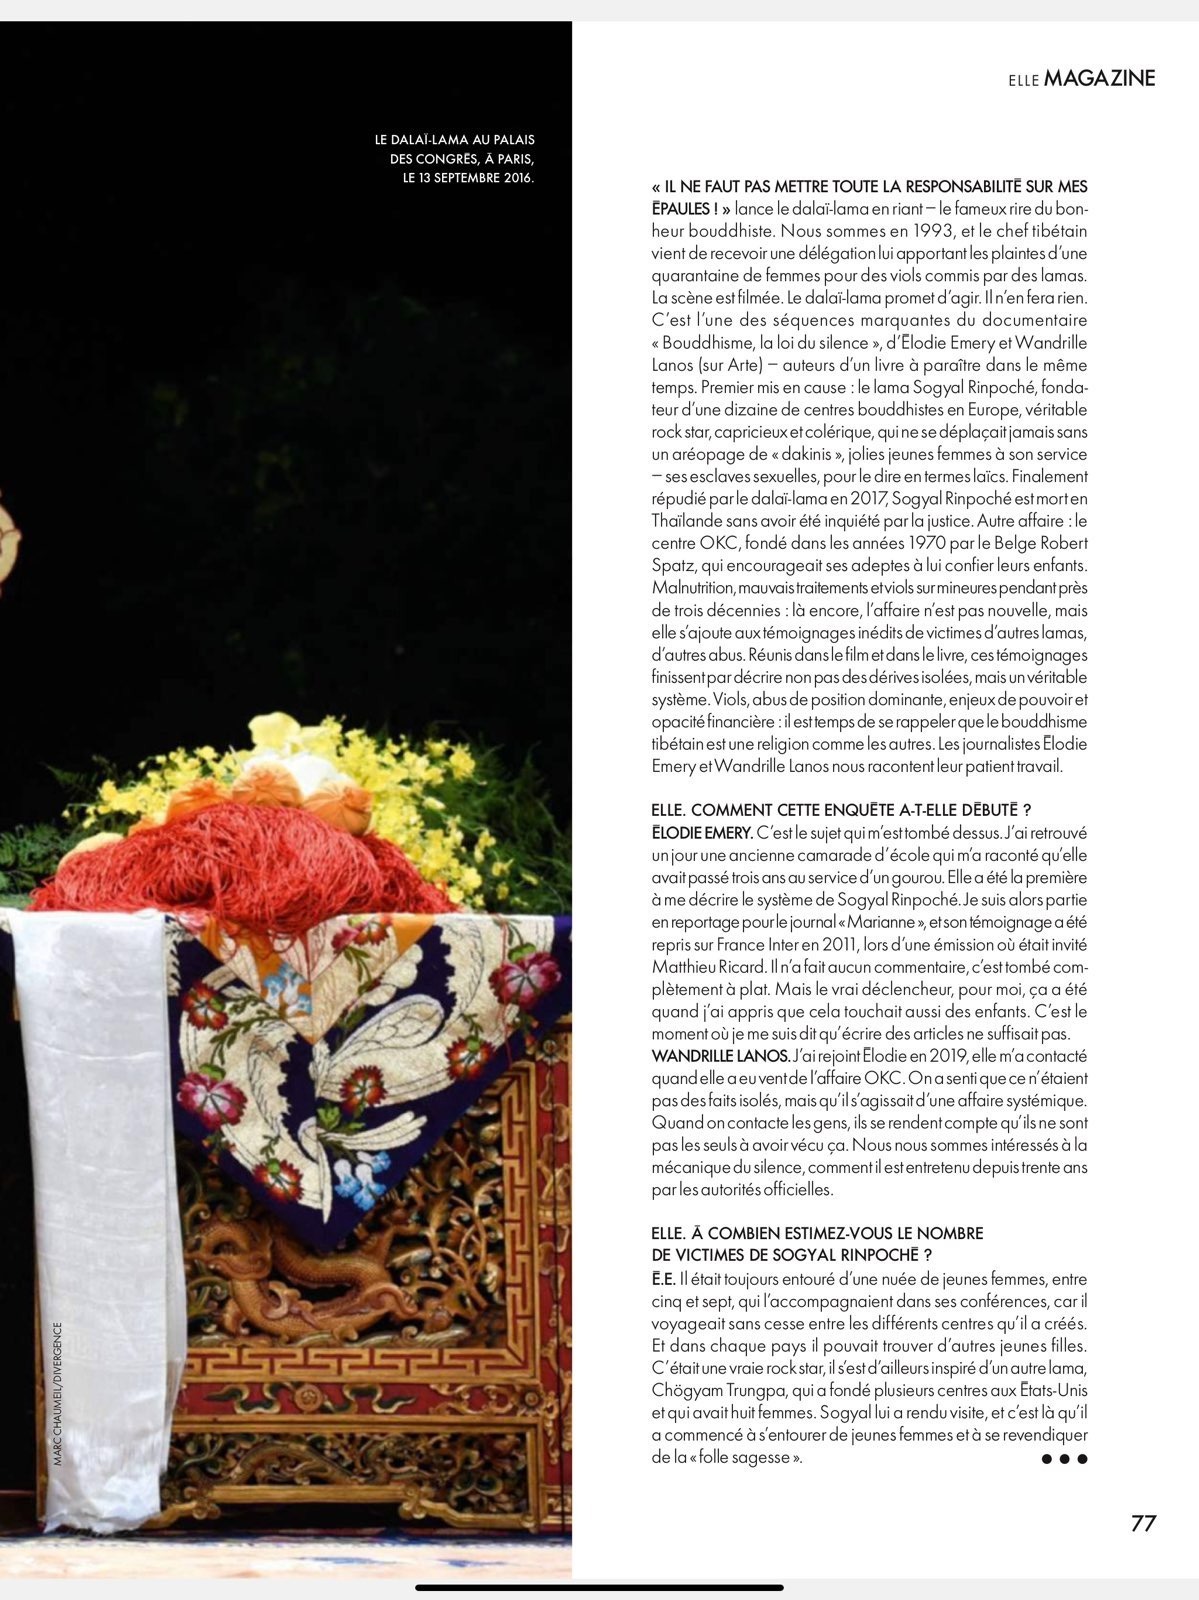 LE DALAÏ-LAMA AU PALAIS
DES CONGRÈS, À PARIS,
LE 13 SEPTEMBRE 2016.
MARC CHAUMEIL/DIVERGENCE
ELLE MAGAZINE
« IL NE FAUT PAS METTRE TOUTE LA RESPONSABILITÉ SUR MES
ÉPAULES ! » lance le dalaï-lama en riant – le fameux rire du bon-
heur bouddhiste. Nous sommes en 1993, et le chef tibétain
vient de recevoir une délégation lui apportant les plaintes d’une
quarantaine de femmes pour des viols commis par des lamas.
La scène est filmée. Le dalaï-lama promet d’agir. Il n’en fera rien.
C’est l’une des séquences marquantes du documentaire
« Bouddhisme, la loi du silence », d’Élodie Emery et Wandrille
Lanos (sur Arte) – auteurs d’un livre à paraître dans le même
temps. Premier mis en cause : le lama Sogyal Rinpoché, fonda-
teur d’une dizaine de centres bouddhistes en Europe, véritable
rock star, capricieux et colérique, qui ne se déplaçait jamais sans
un aréopage de « dakinis », jolies jeunes femmes à son service
– ses esclaves sexuelles, pour le dire en termes laïcs. Finalement
répudié par le dalaï-lama en 2017, Sogyal Rinpoché est mort en
Thaïlande sans avoir été inquiété par la justice. Autre affaire : le
centre OKC, fondé dans les années 1970 par le Belge Robert
Spatz, qui encourageait ses adeptes à lui confier leurs enfants.
Malnutrition, mauvais traitements et viols sur mineures pendant près
de trois décennies : là encore, l’affaire n’est pas nouvelle, mais
elle s’ajoute aux témoignages inédits de victimes d’autres lamas,
d’autres abus. Réunis dans le film et dans le livre, ces témoignages
finissent par décrire non pas des dérives isolées, mais un véritable
système. Viols, abus de position dominante, enjeux de pouvoir et
opacité financière : il est temps de se rappeler que le bouddhisme
tibétain est une religion comme les autres. Les journalistes Élodie
Emery et Wandrille Lanos nous racontent leur patient travail.
ELLE. COMMENT CETTE ENQUÊTE A-T-ELLE DÉBUTÉ ?
ÉLODIE EMERY. C’est le sujet qui m’est tombé dessus. J’ai retrouvé
un jour une ancienne camarade d’école qui m’a raconté qu’elle
avait passé trois ans au service d’un gourou. Elle a été la première
à me décrire le système de Sogyal Rinpoché. Je suis alors partie
en reportage pour le journal « Marianne », et son témoignage a été
repris sur France Inter en 2011, lors d’une émission où était invité
Matthieu Ricard. Il n’a fait aucun commentaire, c’est tombé com-
plètement à plat. Mais le vrai déclencheur, pour moi, ça a été
quand j’ai appris que cela touchait aussi des enfants. C’est le
moment où je me suis dit qu’écrire des articles ne suffisait pas.
WANDRILLE LANOS. J’ai rejoint Élodie en 2019, elle m’a contacté
quand elle a eu vent de l’affaire OKC. On a senti que ce n’étaient
pas des faits isolés, mais qu’il s’agissait d’une affaire systémique.
Quand on contacte les gens, ils se rendent compte qu’ils ne sont
pas les seuls à avoir vécu ça. Nous nous sommes intéressés à la
mécanique du silence, comment il est entretenu depuis trente ans
par les autorités officielles.
ELLE. À COMBIEN ESTIMEZ-VOUS LE NOMBRE
DE VICTIMES DE SOGYAL RINPOCHÉ ?
É.E. Il était toujours entouré d’une nuée de jeunes femmes, entre
cinq et sept, qui l’accompagnaient dans ses conférences, car il
voyageait sans cesse entre les différents centres qu’il a créés.
Et dans chaque pays il pouvait trouver d’autres jeunes filles.
C’était une vraie rock star, il s’est d’ailleurs inspiré d’un autre lama,
Chögyam Trungpa, qui a fondé plusieurs centres aux États-Unis
et qui avait huit femmes. Sogyal lui a rendu visite, et c’est là qu’il
a commencé à s’entourer de jeunes femmes et à se revendiquer
de la « folle sagesse ». ● ● ●
77